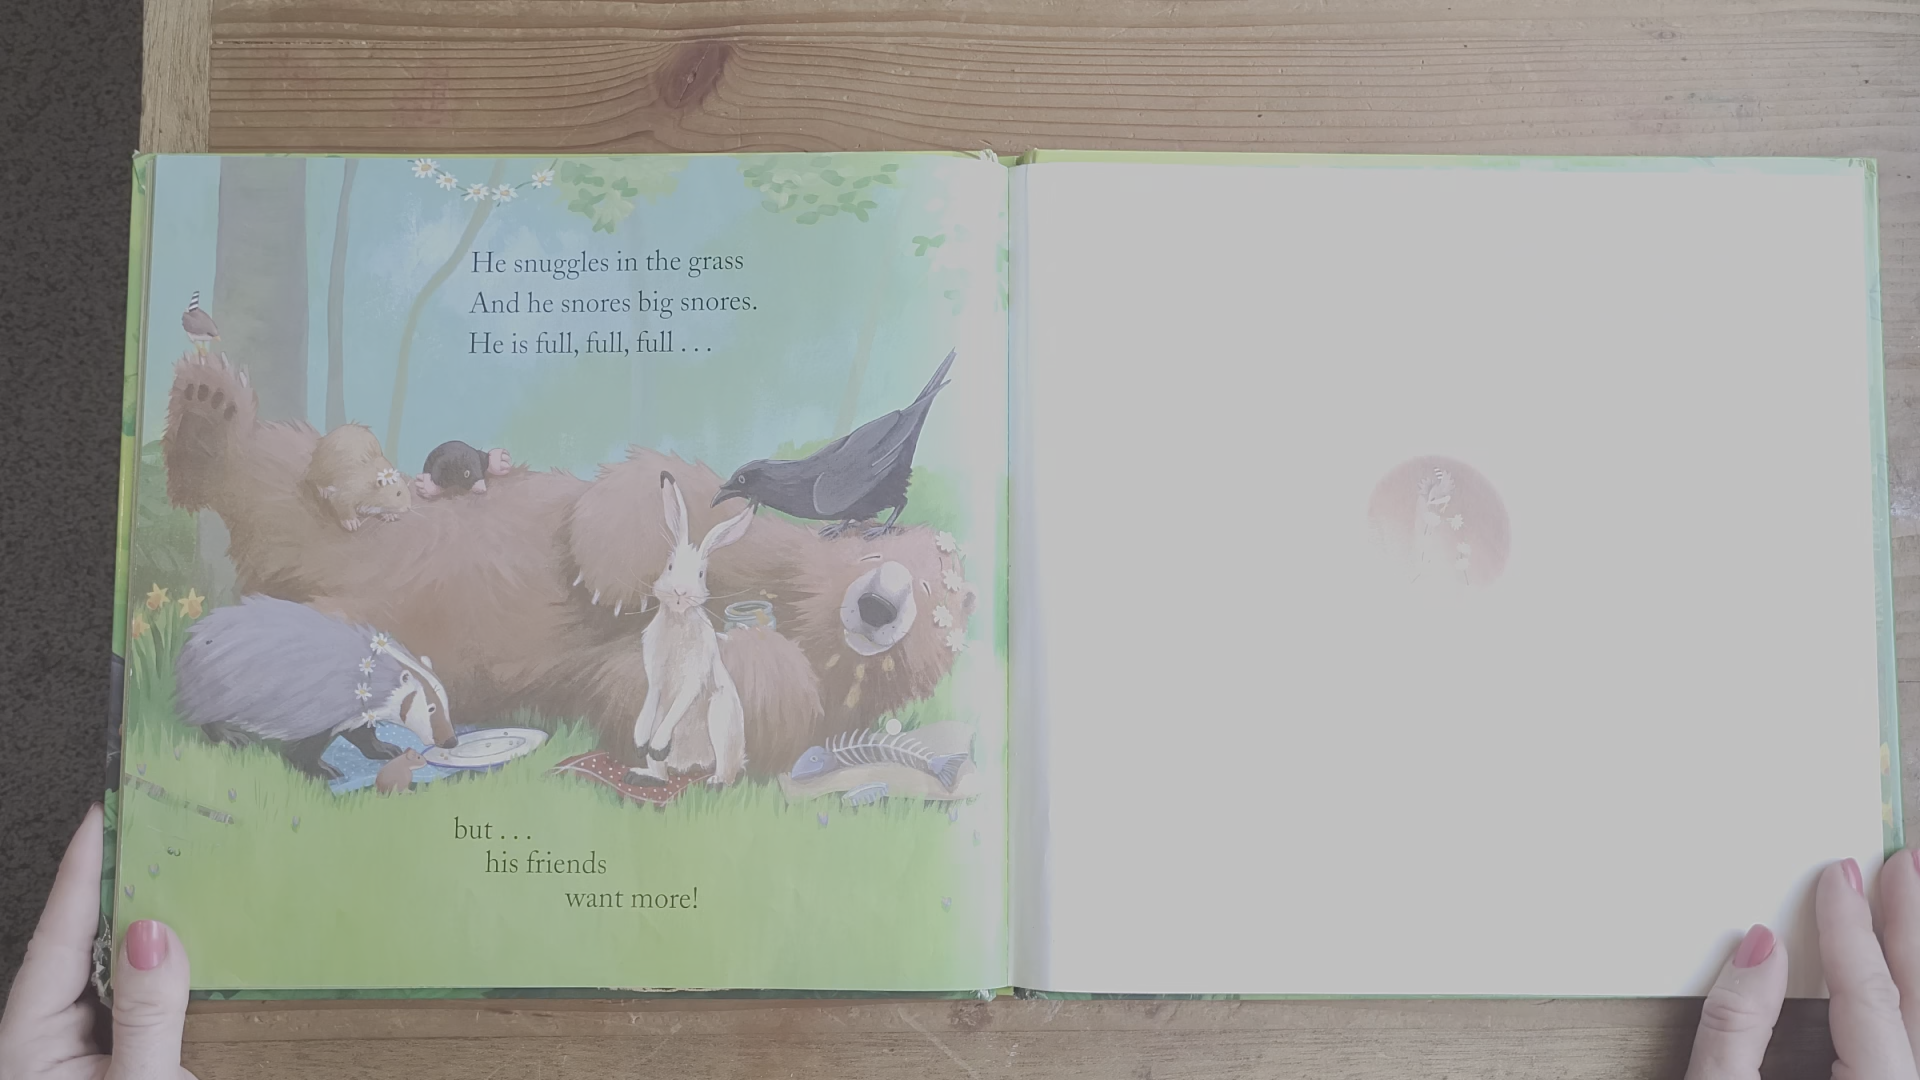 He snuggles in the grass
And he snores big snores.
He is full, full, full . . .
but . . .
his friends
want more!